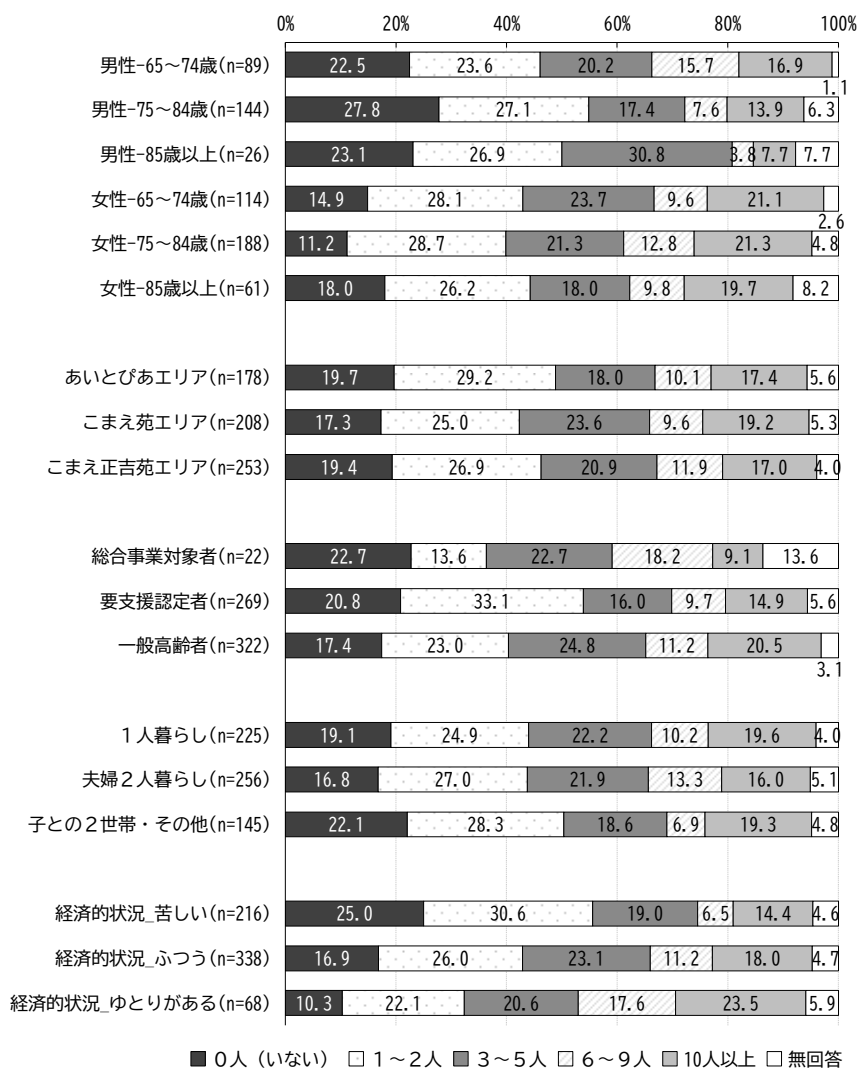 0% 20% 40% 60% 80% 100%
男性-65～74歳(n=89) 22.5 23.6 20.2 15.7 16.9 1.1
男性-75～84歳(n=144) 27.8 27.1 17.4 7.6 13.9 6.3
男性-85歳以上(n=26) 23.1 26.9 30.8 3.8 7.7 7.7
女性-65～74歳(n=114) 14.9 28.1 23.7 9.6 21.1 2.6
女性-75～84歳(n=188) 11.2 28.7 21.3 12.8 21.3 4.8
女性-85歳以上(n=61) 18.0 26.2 18.0 9.8 19.7 8.2
あいとぴあエリア(n=178) 19.7 29.2 18.0 10.1 17.4 5.6
こまえ苑エリア(n=208) 17.3 25.0 23.6 9.6 19.2 5.3
こまえ正吉苑エリア(n=253) 19.4 26.9 20.9 11.9 17.0 4.0
総合事業対象者(n=22) 22.7 13.6 22.7 18.2 9.1 13.6
要支援認定者(n=269) 20.8 33.1 16.0 9.7 14.9 5.6
一般高齢者(n=322) 17.4 23.0 24.8 11.2 20.5 3.1
１人暮らし(n=225) 19.1 24.9 22.2 10.2 19.6 4.0
夫婦２人暮らし(n=256) 16.8 27.0 21.9 13.3 16.0 5.1
子との２世帯・その他(n=145) 22.1 28.3 18.6 6.9 19.3 4.8
経済的状況_苦しい(n=216) 25.0 30.6 19.0 6.5 14.4 4.6
経済的状況_ふつう(n=338) 16.9 26.0 23.1 11.2 18.0 4.7
経済的状況_ゆとりがある(n=68) 10.3 22.1 20.6 17.6 23.5 5.9
０人（いない） １～２人 ３～５人 ６～９人 10人以上 無回答